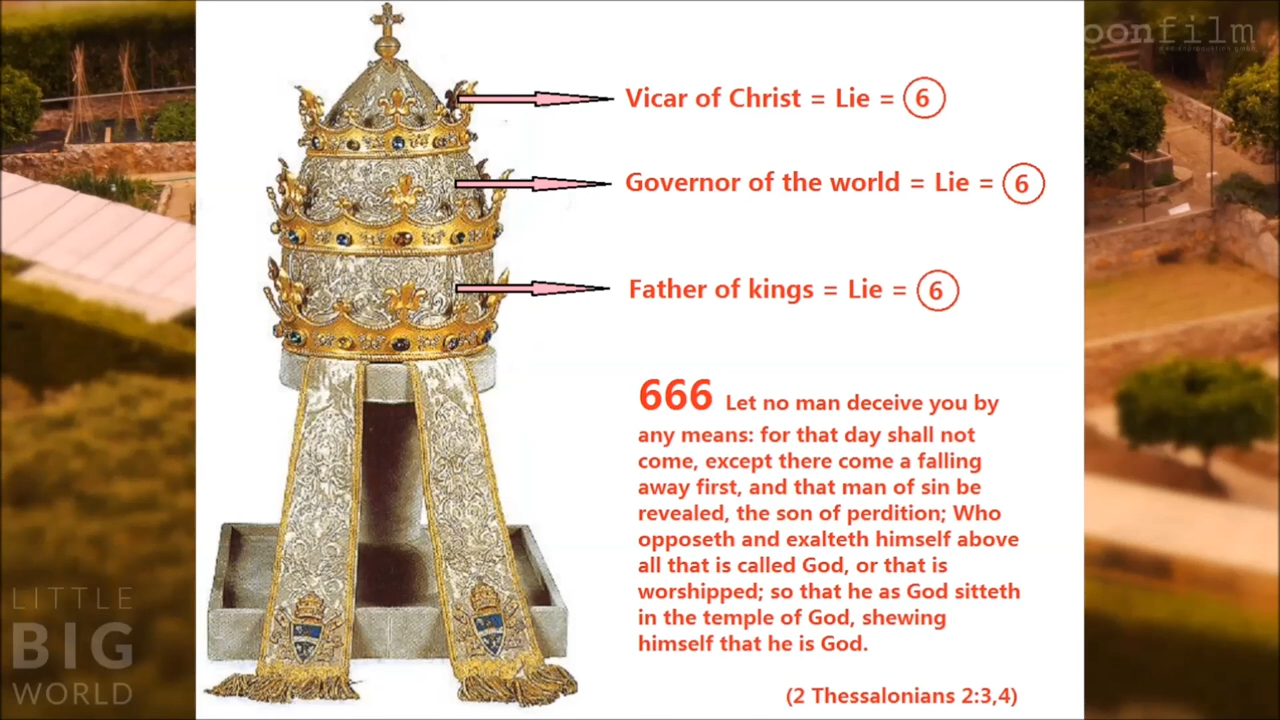 oonfilm
Vicar of Christ = Lie = 6
Governor of the world = Lie = 6
Father of kings = Lie = 6
666 Let no man deceive you by
any means: for that day shall not
come, except there come a falling
away first, and that man of sin be
revealed, the son of perdition; Who
opposeth and exalteth himself above
all that is called God, or that is
worshipped; so that he as God sitteth
in the temple of God, shewing
himself that he is God.
(2 Thessalonians 2:3,4)
LITTLE
BIG
WORLD